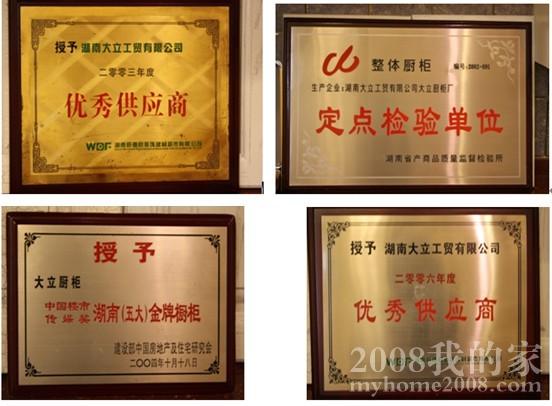 授予 湖南大立工贸有限公司
二零零三年度
优秀供应商
整体厨柜 编号:2002-001
生产企业:湖南大立工贸有限公司大立厨柜厂
定点检验单位
湖南省产商品质量监督检验所
授予
大立厨柜
中国楼市
传媒奖
湖南(五大)金牌橱柜
建设部中国房地产及住宅研究会
二〇〇四年十月十八日
授予 湖南大立工贸有限公司
二零零六年度
优秀供应商
2008我的家
myhome2008.com